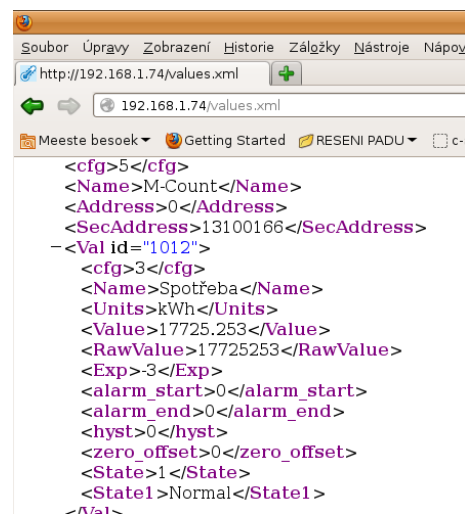 Soubor Úpravy Zobrazení Historie Záložky Nástroje
http://192.168.1.74/values.xml
192.168.1.74/values.xml
Meeste besoek Getting Started RESENI PADU c-
<cfg>5</cfg>
<Name>M-Count</Name>
<Address>0</Address>
<SecAddress>13100166</SecAddress>
−<Val id="1012">
<cfg>3</cfg>
<Name>Spotřeba</Name>
<Units>kWh</Units>
<Value>17725.253</Value>
<RawValue>17725253</RawValue>
<Exp>-3</Exp>
<alarm_start>0</alarm_start>
<alarm_end>0</alarm_end>
<hyst>0</hyst>
<zero_offset>0</zero_offset>
<State>1</State>
<State1>Normal</State1>
</Val>